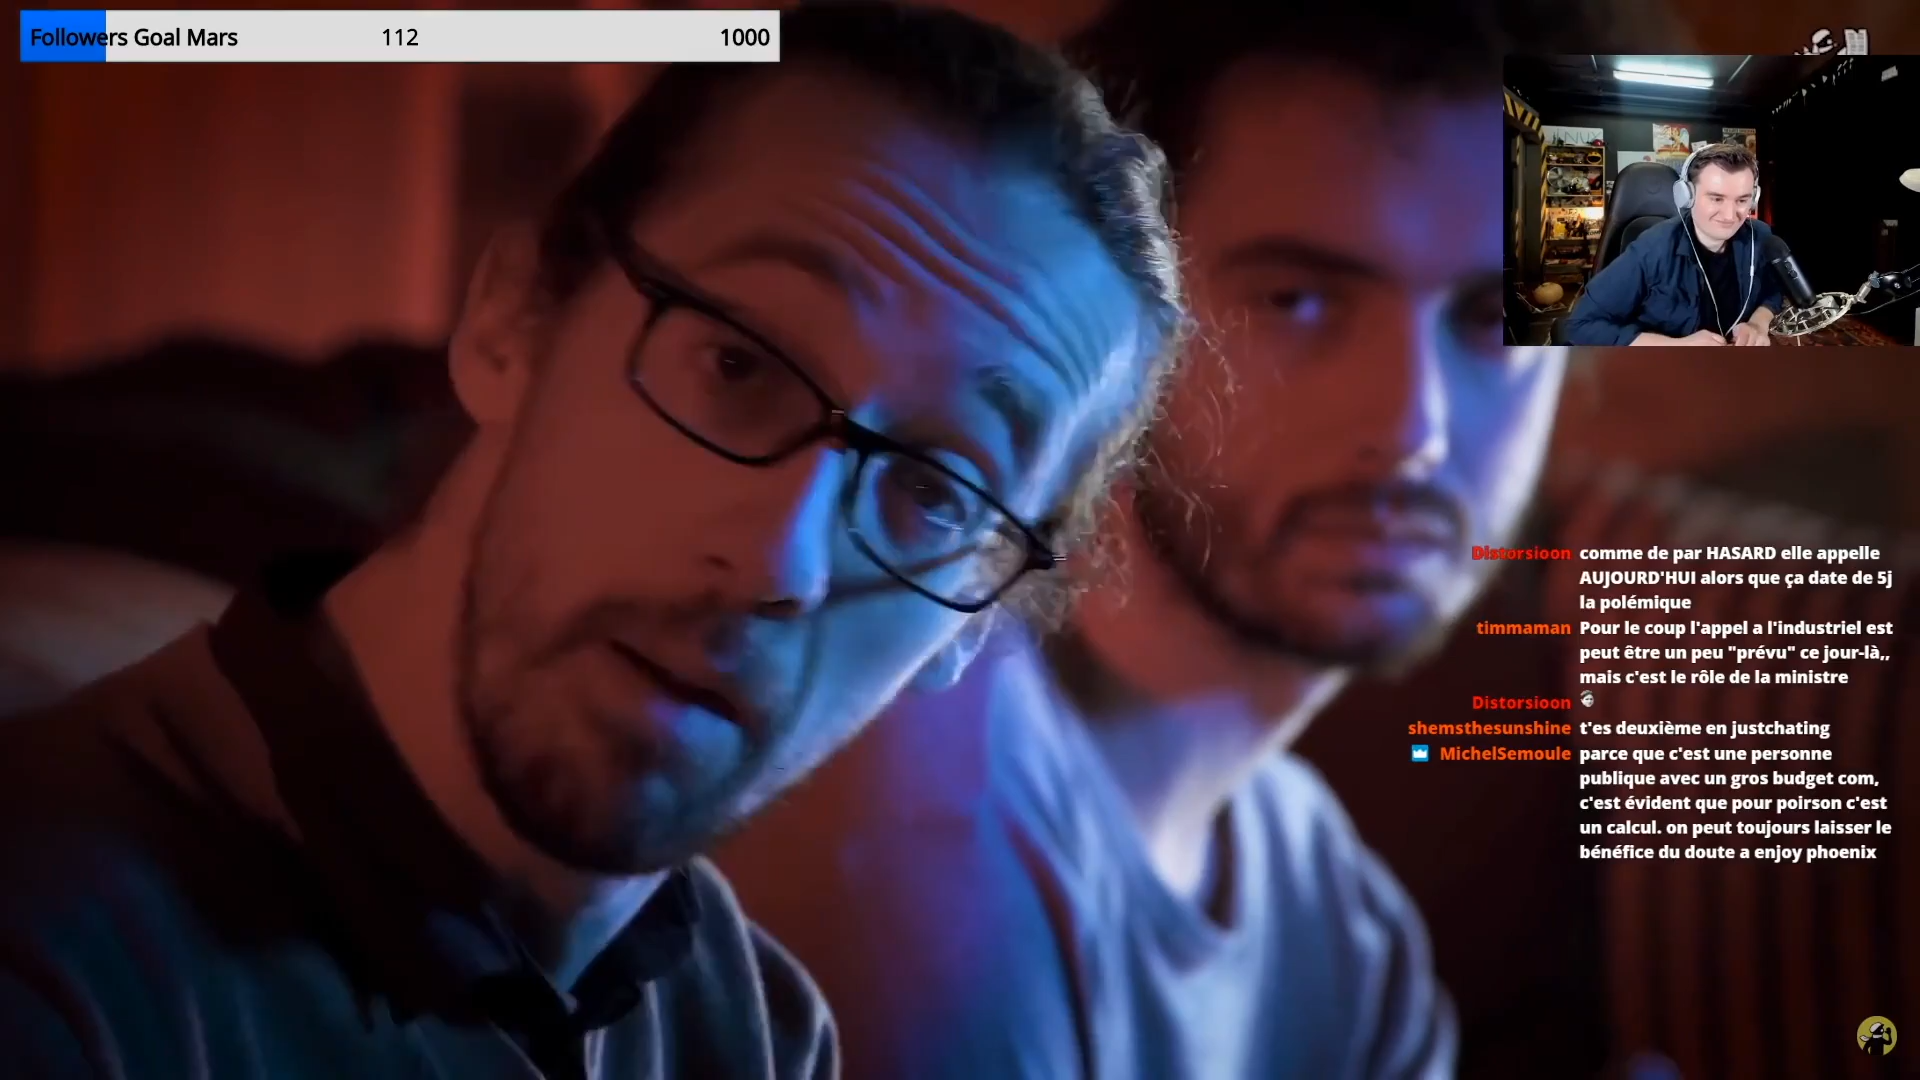 Followers Goal Mars 112 1000
Distorsioon comme de par HASARD elle appelle
AUJOURD'HUI alors que ça date de 5j
la polémique
timmaman Pour le coup l'appel a l'industriel est
peut être un peu "prévu" ce jour-là,,
mais c'est le rôle de la ministre
Distorsioon
shemsthesunshine t'es deuxième en justchating
MichelSemoule parce que c'est une personne
publique avec un gros budget com,
c'est évident que pour poirson c'est
un calcul. on peut toujours laisser le
bénéfice du doute a enjoy phoenix